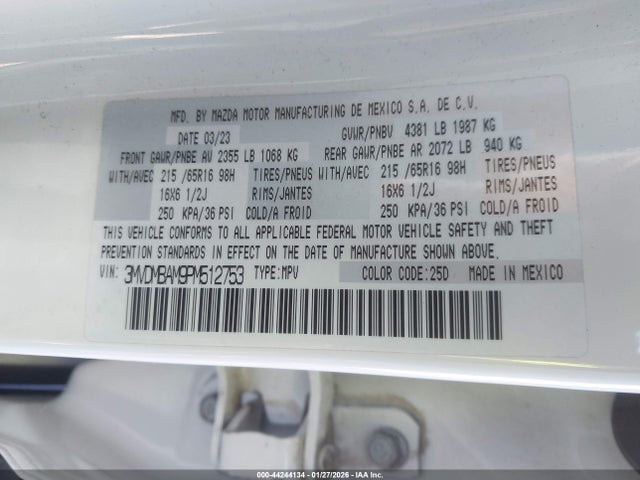 MFD. BY MAZDA MOTOR MANUFACTURING DE MEXICO S.A. DE C.V.
DATE 03/23 GVWR/PNBV 4381 LB 1987 KG
FRONT GAWR/PNBE AV 2355 LB 1068 KG REAR GAWR/PNBE AR 2072 LB 940 KG
WITH/AVEC 215 /65R16 98H TIRES/PNEUS WITH/AVEC 215 /65R16 98H TIRES/PNEUS
16X6 1/2J RIMS/JANTES 16X6 1/2J RIMS/JANTES
250 KPA/36 PSI COLD/A FROID 250 KPA/36 PSI COLD/A FROID
THIS VEHICLE CONFORMS TO ALL APPLICABLE FEDERAL MOTOR VEHICLE SAFETY AND THEFT
PREVENTION STANDARDS IN EFFECT ON THE DATE OF MANUFACTURE SHOWN ABOVE.
VIN: 3MVDMBAM9PM512753 TYPE:MPV COLOR CODE:25D MADE IN MEXICO
000-44244134 - 01/27/2026 - © IAA Inc.